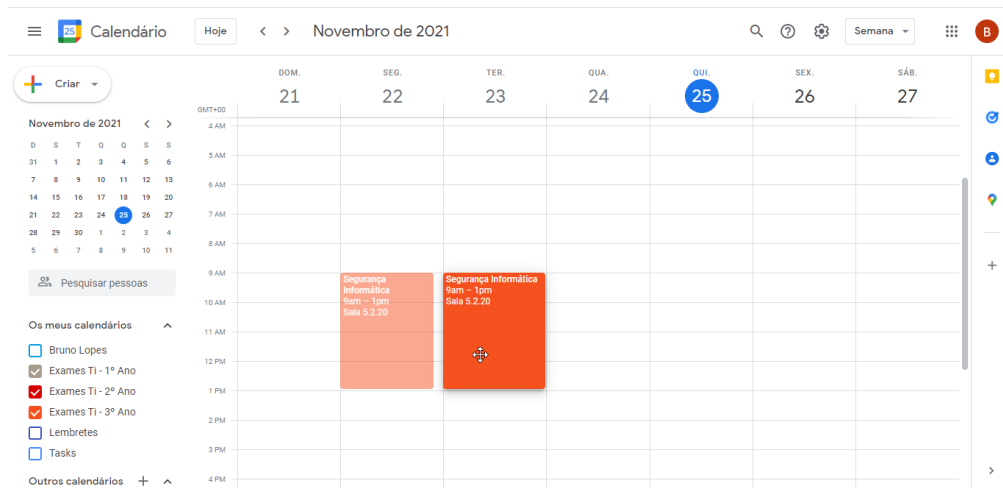 25 Calendário
Hoje
Novembro de 2021
Semana
B
Criar
Novembro de 2021
D S T Q Q S S
31 1 2 3 4 5 6
7 8 9 10 11 12 13
14 15 16 17 18 19 20
21 22 23 24 25 26 27
28 29 30 1 2 3 4
5 6 7 8 9 10 11
Pesquisar pessoas
Os meus calendários
Bruno Lopes
Exames Ti - 1º Ano
Exames Ti - 2º Ano
Exames Ti - 3º Ano
Lembretes
Tasks
Outros calendários
DOM. SEG. TER. QUA. QUI. SEX. SÁB.
21 22 23 24 25 26 27
GMT+00
4 AM
5 AM
6 AM
7 AM
8 AM
9 AM
10 AM
11 AM
12 PM
1 PM
2 PM
3 PM
4 PM
Segurança
Informática
9am – 1pm
Sala 5.2.20
Segurança Informática
9am – 1pm
Sala 5.2.20